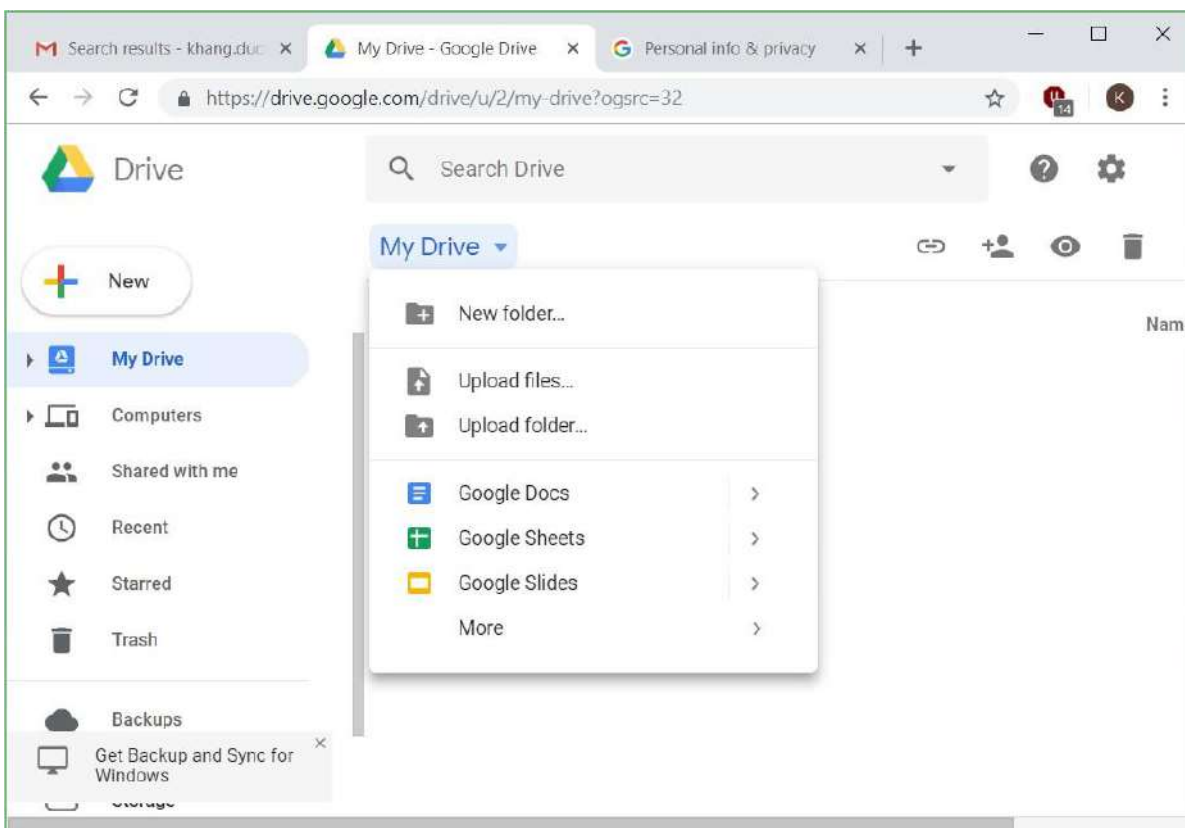 Search results - khang.duc
My Drive - Google Drive
Personal info & privacy
https://drive.google.com/drive/u/2/my-drive?ogsrc=32
14
K
Drive
Search Drive
New
My Drive
New folder...
Nam
My Drive
Upload files...
Computers
Upload folder...
Shared with me
Google Docs
Recent
Google Sheets
Starred
Google Slides
Trash
More
Backups
Get Backup and Sync for
Windows
Storage